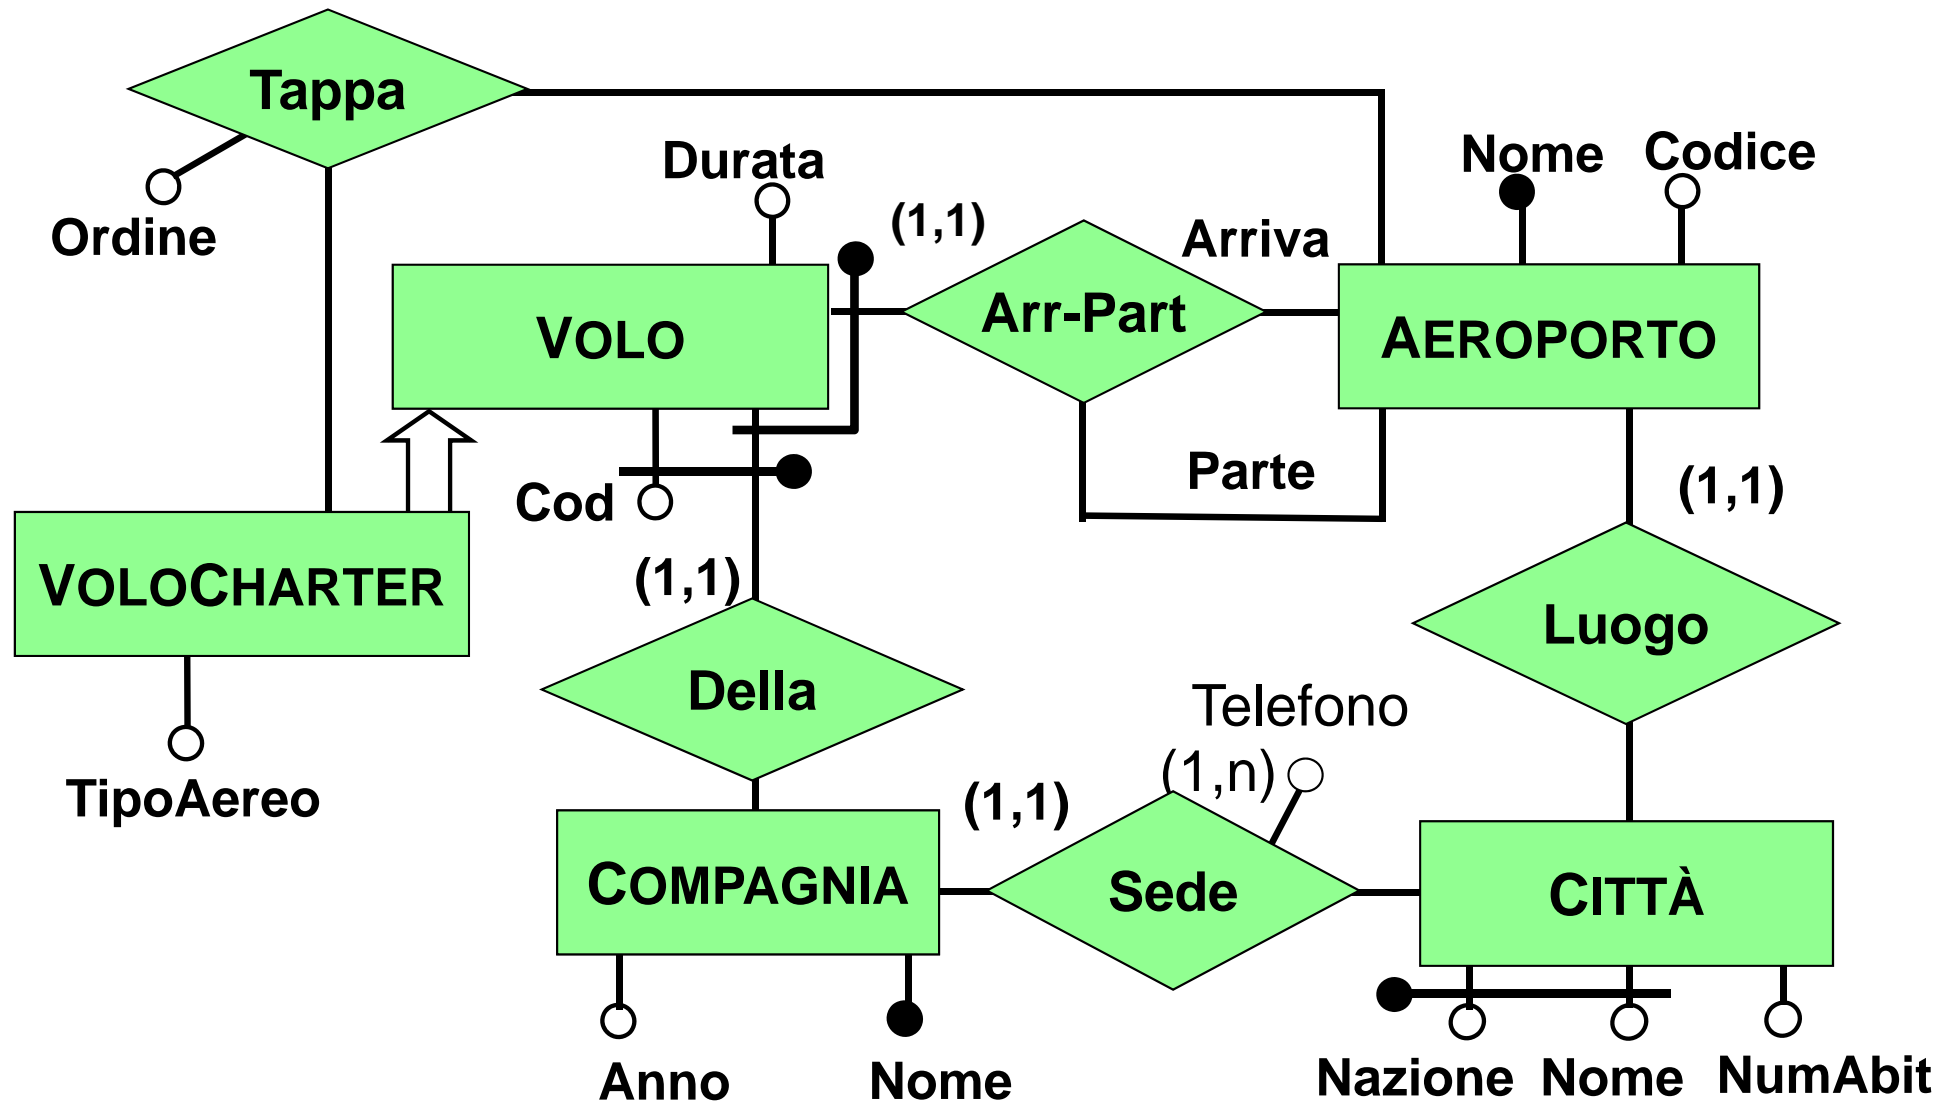 Tappa
Durata
Nome
Codice
Ordine
(1,1)
Arriva
VOLO
Arr-Part
AEROPORTO
Parte
Cod
(1,1)
(1,1)
VOLOCHARTER
Luogo
Della
Telefono
(1,n)
TipoAereo
(1,1)
COMPAGNIA
Sede
CITTÀ
Anno
Nome
Nazione
Nome
NumAbit